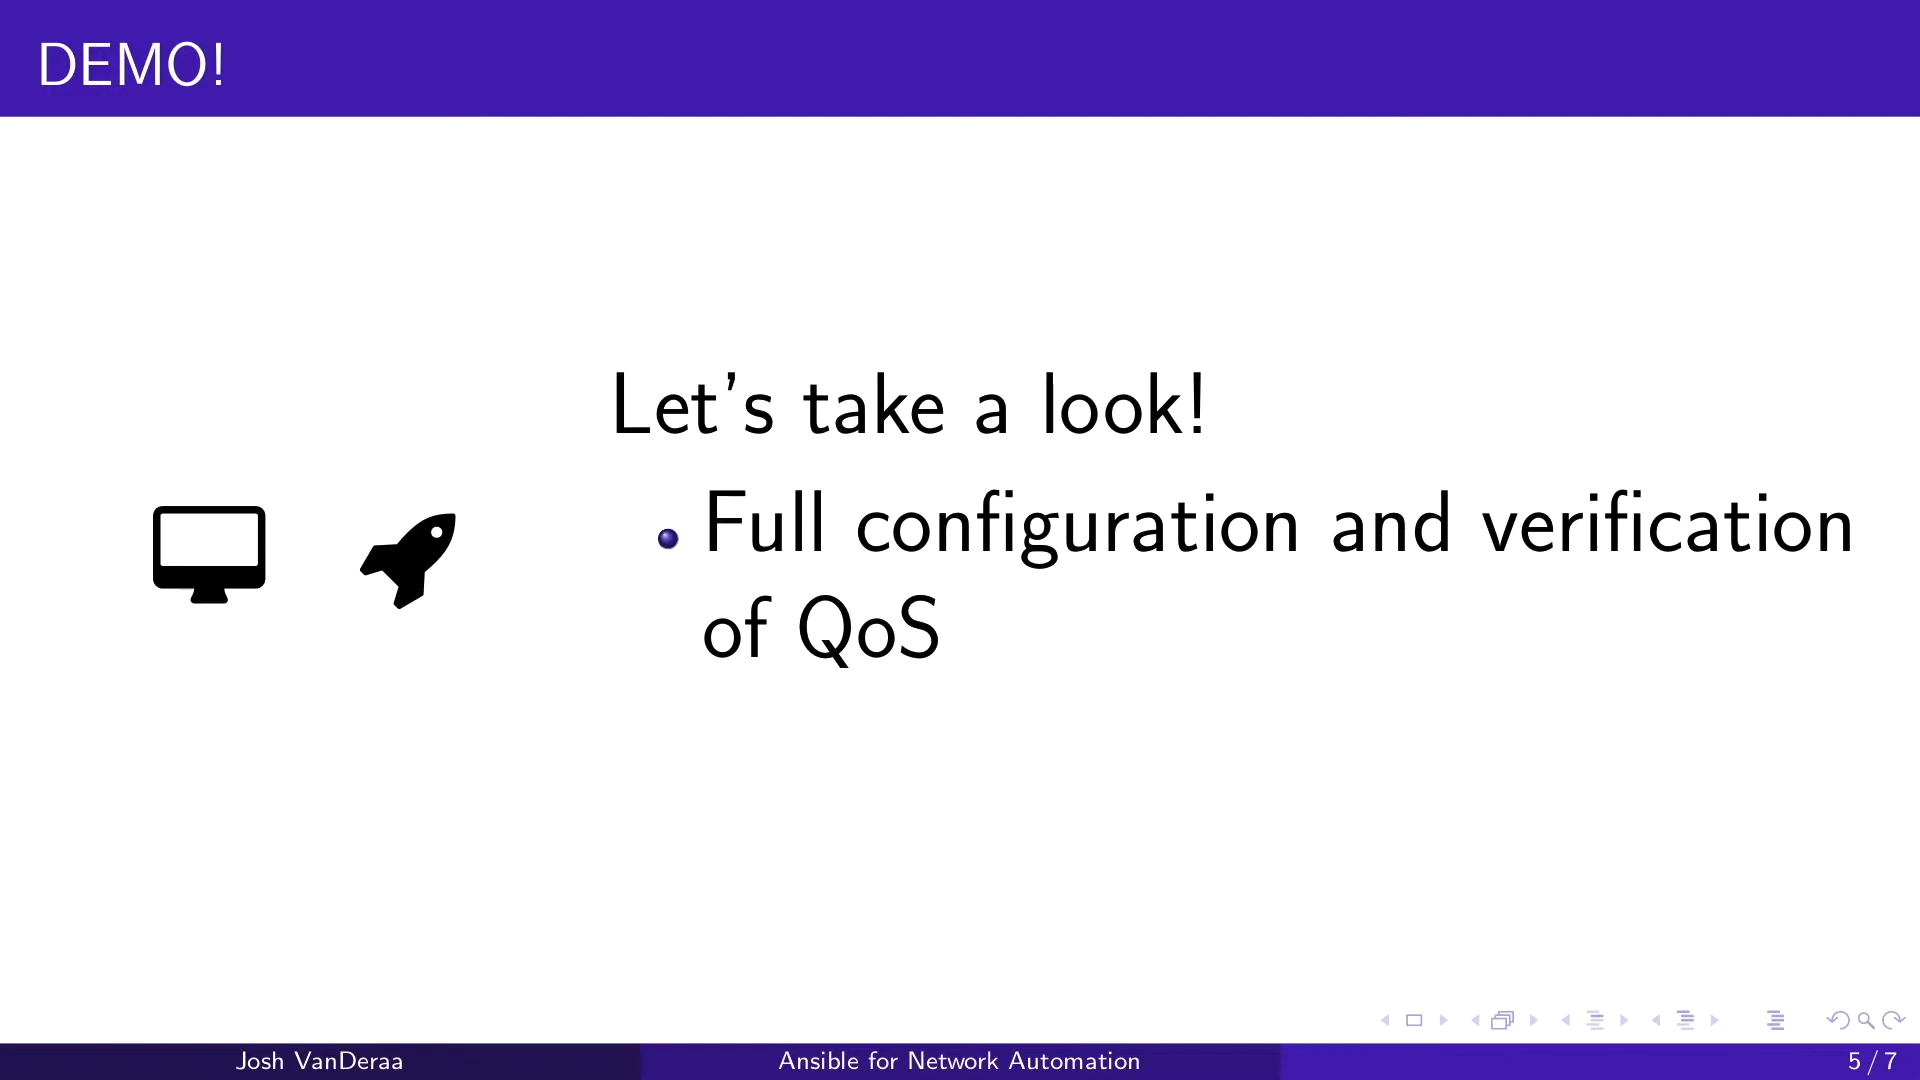 DEMO!
Let's take a look!
Full configuration and verification
of QoS
Josh VanDeraa
Ansible for Network Automation
5 / 7